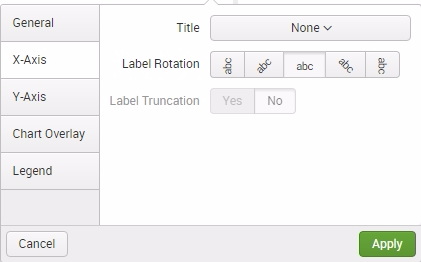 General
X-Axis
Y-Axis
Chart Overlay
Legend
Title None
Label Rotation abc abc abc abc abc
Label Truncation Yes No
Cancel Apply